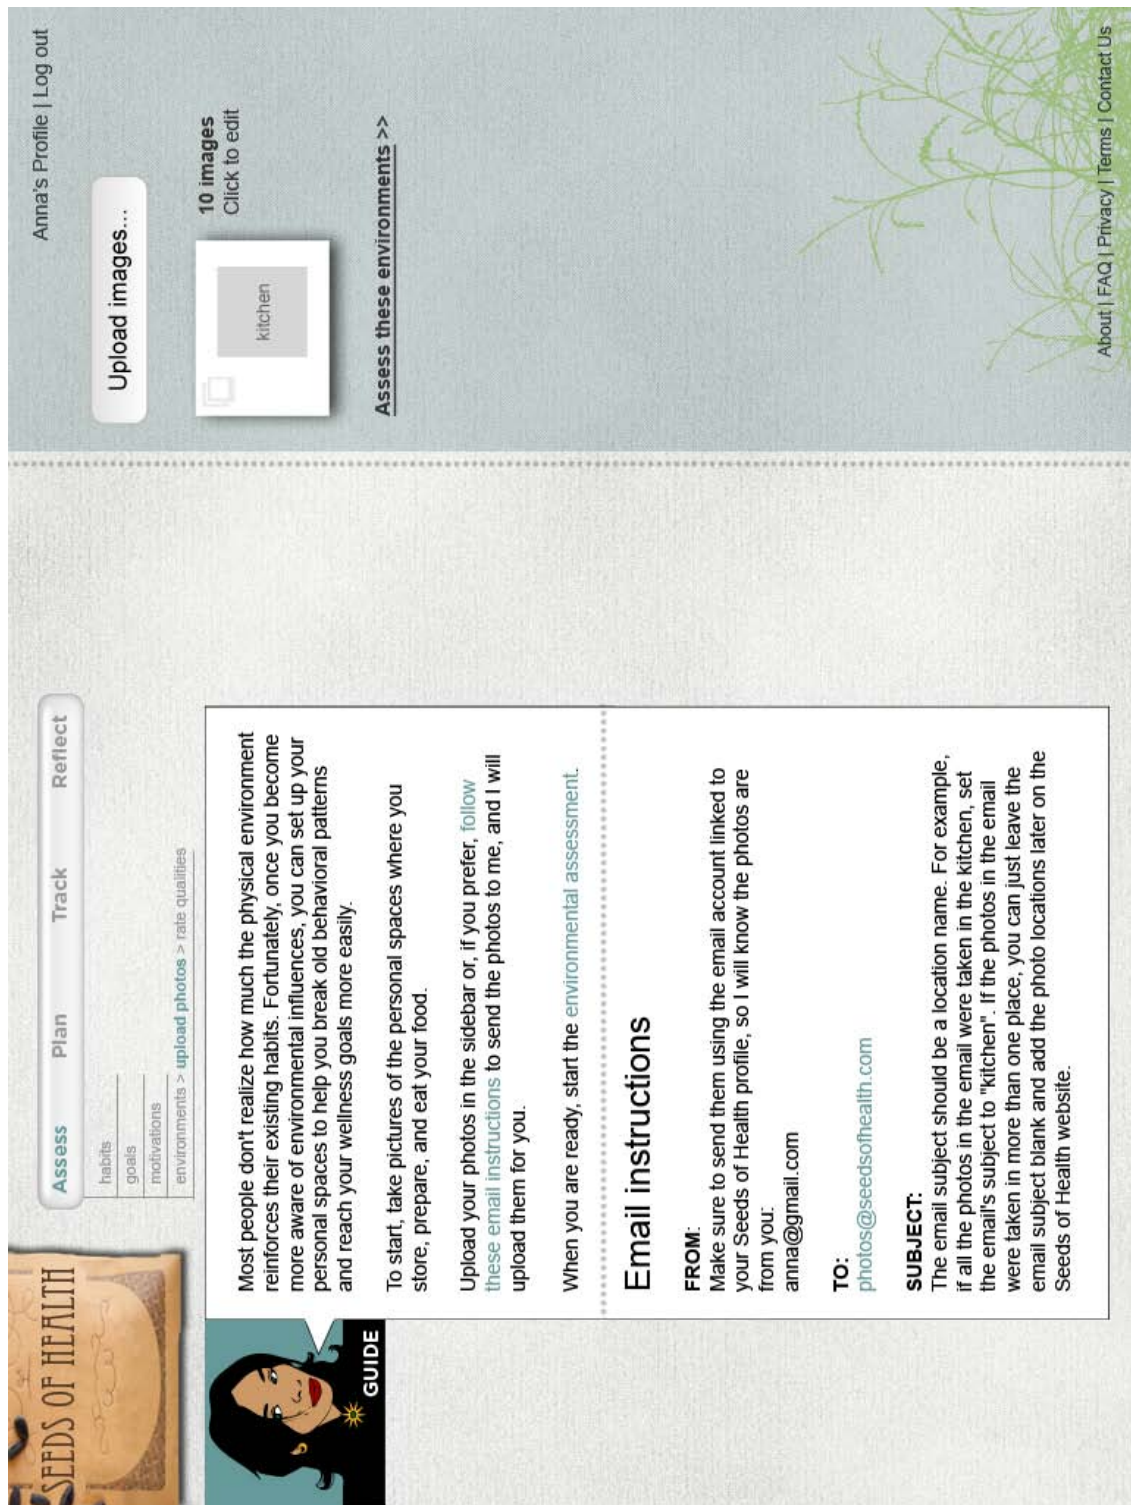 SEEDS OF HEALTH
Assess Plan Track Reflect
habits
goals
motivations
environments > upload photos > rate qualities
Anna's Profile | Log out
GUIDE
Most people don't realize how much the physical environment
reinforces their existing habits. Fortunately, once you become
more aware of environmental influences, you can set up your
personal spaces to help you break old behavioral patterns
and reach your wellness goals more easily.
To start, take pictures of the personal spaces where you
store, prepare, and eat your food.
Upload your photos in the sidebar or, if you prefer, follow
these email instructions to send the photos to me, and I will
upload them for you.
When you are ready, start the environmental assessment.
Email instructions
FROM:
Make sure to send them using the email account linked to
your Seeds of Health profile, so I will know the photos are
from you:
anna@gmail.com
TO:
photos@seedsofhealth.com
SUBJECT:
The email subject should be a location name. For example,
if all the photos in the email were taken in the kitchen, set
the email's subject to "kitchen". If the photos in the email
were taken in more than one place, you can just leave the
email subject blank and add the photo locations later on the
Seeds of Health website.
Upload images...
kitchen
10 images
Click to edit
Assess these environments >>
About | FAQ | Privacy | Terms | Contact Us